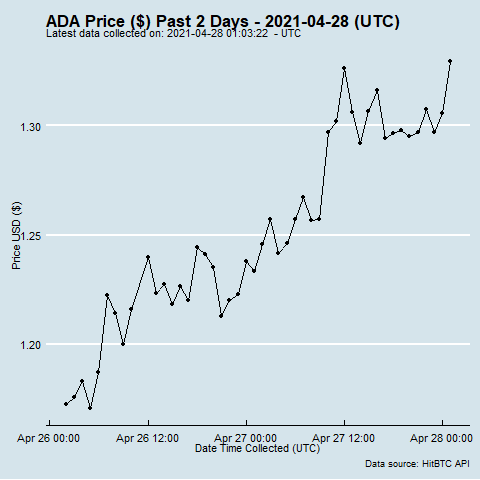 ADA Price ($) Past 2 Days - 2021-04-28 (UTC)
Latest data collected on: 2021-04-28 01:03:22  - UTC
1.30
1.25
1.20
Price USD ($)
Apr 26 00:00 Apr 26 12:00 Apr 27 00:00 Apr 27 12:00 Apr 28 00:00
Date Time Collected (UTC)
Data source: HitBTC API